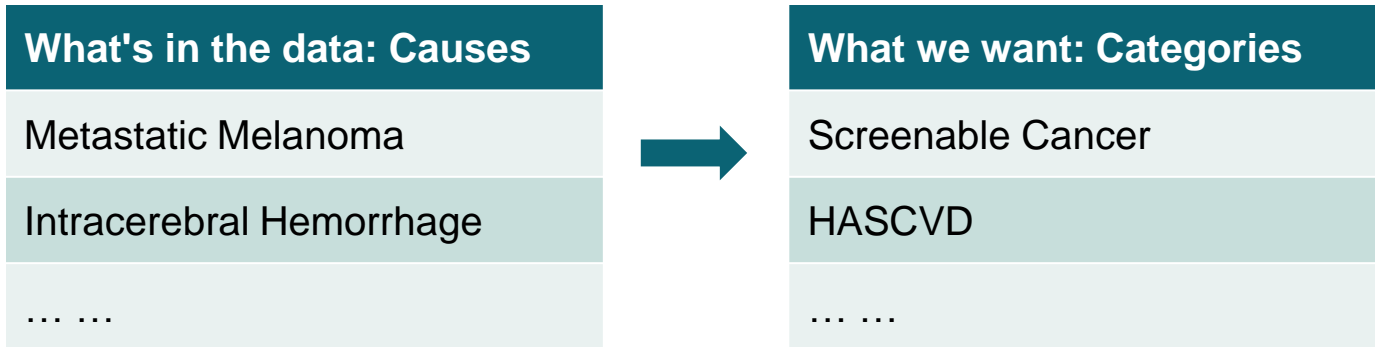 What's in the data: Causes
Metastatic Melanoma
Intracerebral Hemorrhage
… …
What we want: Categories
Screenable Cancer
HASCVD
… …